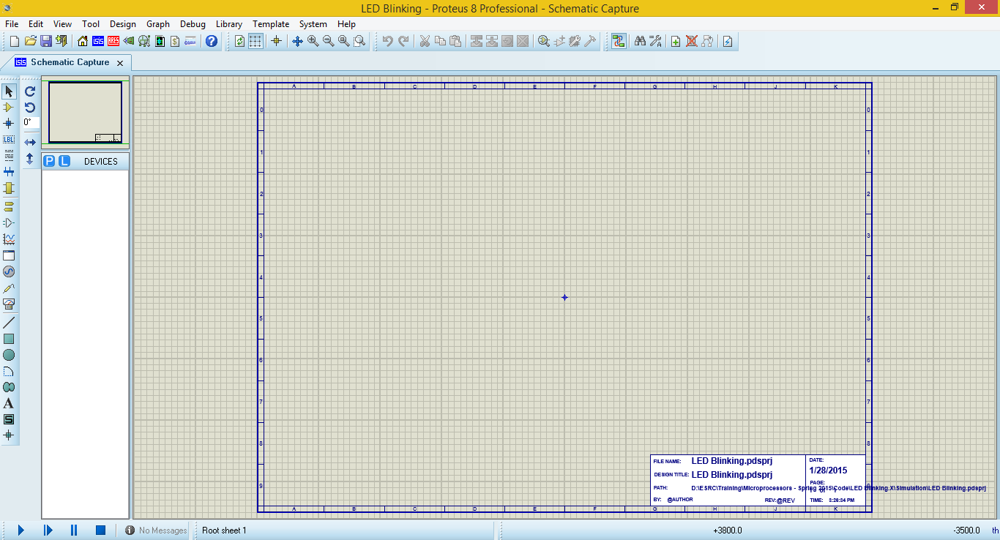 LED Blinking - Proteus 8 Professional - Schematic Capture
File Edit View Tool Design Graph Debug Library Template System Help
Schematic Capture
A B C D E F G H J K
0°
LBL
P L DEVICES
0 0
1 1
2 2
3 3
4 4
5 5
6 6
7 7
8 8
9 9
FILE NAME: LED Blinking.pdsprj
DESIGN TITLE: LED Blinking.pdsprj
PATH: D:\ESRC\Training\Microprocessors - Spring 2015\Code\LED Blinking.X\Simulation\LED Blinking.pdsprj
BY: @AUTHOR REV: @REV
DATE:
1/28/2015
PAGE:
TIME: 3:26:34 PM
A B C D E F G H J K
No Messages Root sheet 1 +3800.0 -3500.0 th